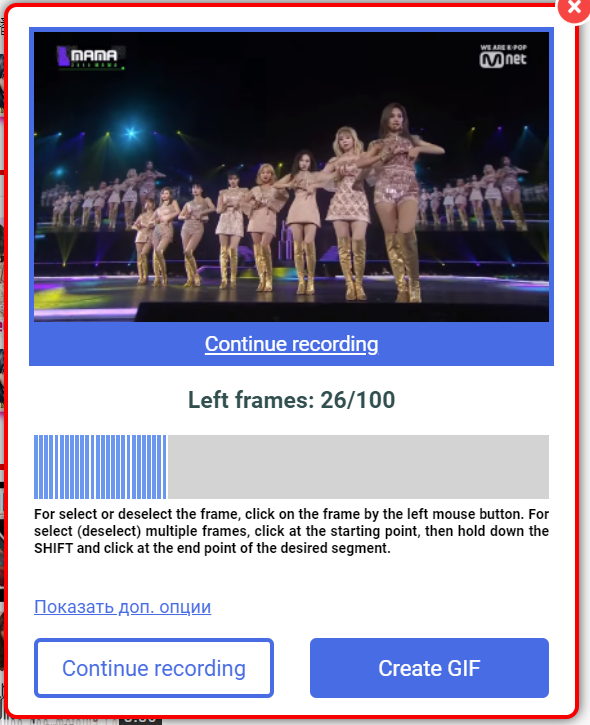 MAMA
2019 MAMA
WE ARE K-POP
Mnet
Continue recording
Left frames: 26/100
For select or deselect the frame, click on the frame by the left mouse button. For
select (deselect) multiple frames, click at the starting point, then hold down the
SHIFT and click at the end point of the desired segment.
Показать доп. опции
Continue recording
Create GIF